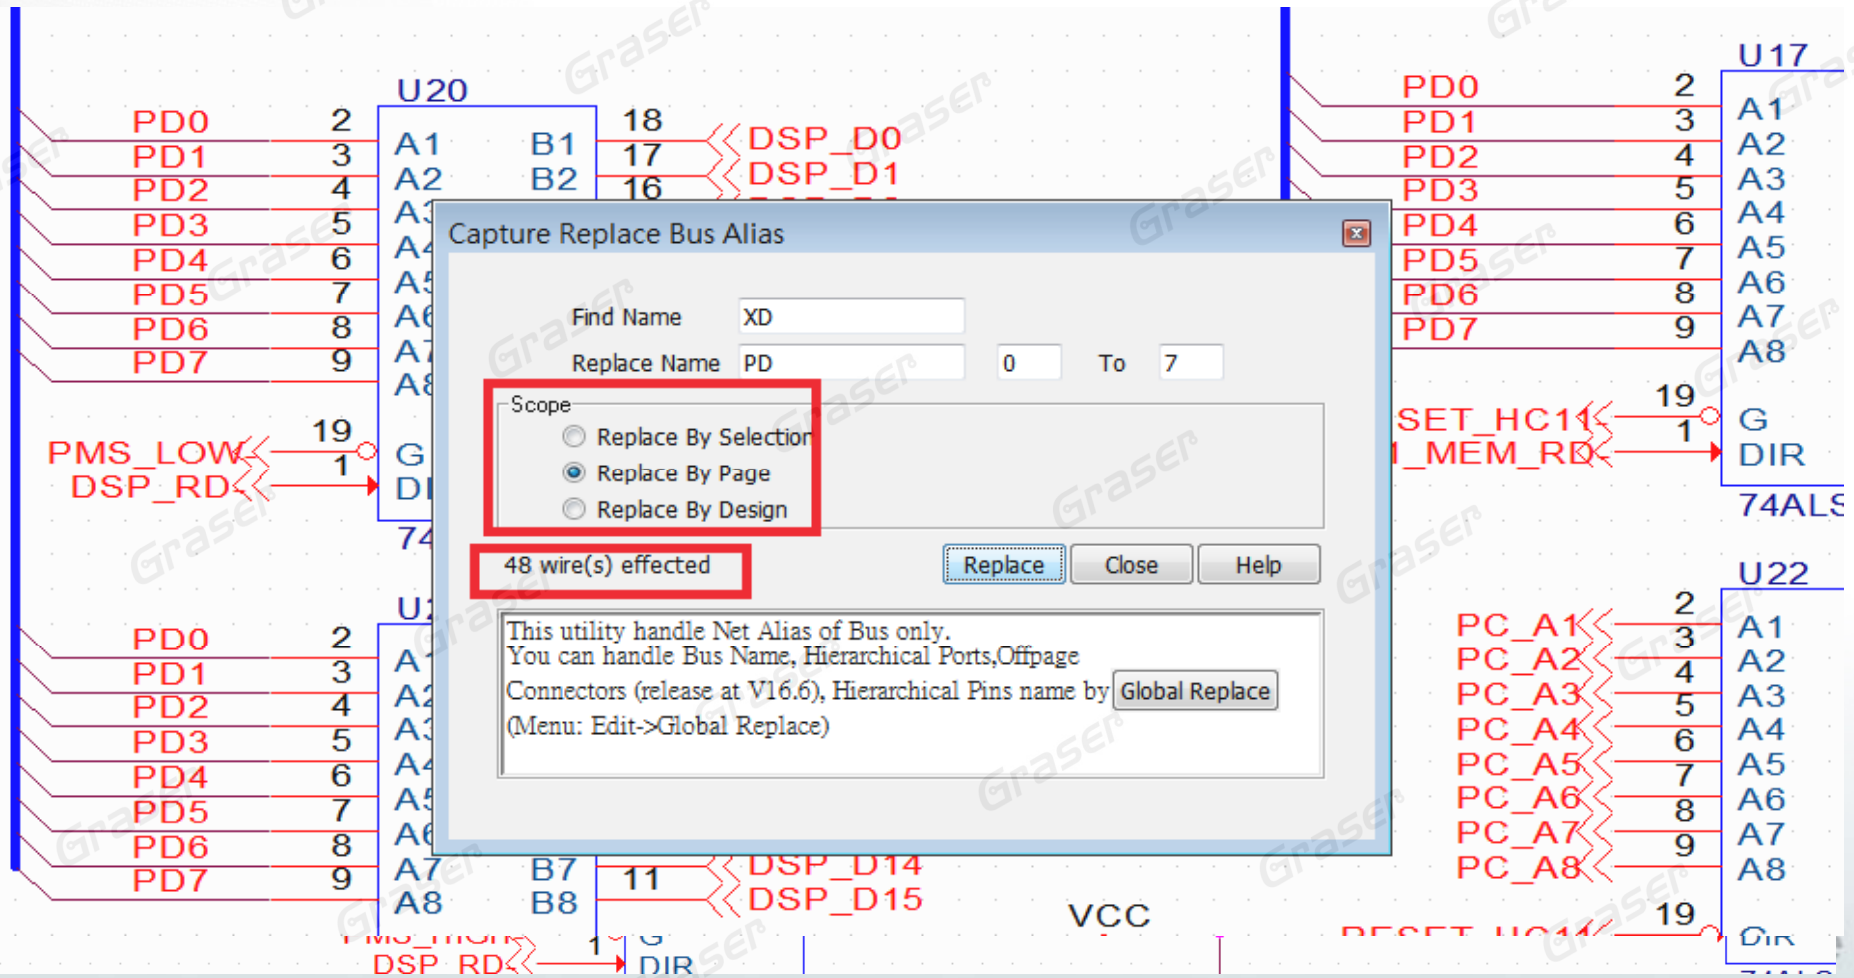 U20
PD0 2 A1 B1 18 DSP_D0
PD1 3 A2 B2 17 DSP_D1
PD2 4 16
PD3 5
PD4 6
PD5 7
PD6 8
PD7 9
PMS_LOW 19 G
DSP_RD- 1
PD0 2
PD1 3
PD2 4
PD3 5
PD4 6
PD5 7
PD6 8 A7 B7 DSP_D14
PD7 9 A8 B8 11 DSP_D15
DSP_RD- 1 DIR
VCC
Capture Replace Bus Alias
Find Name XD
Replace Name PD 0 To 7
Scope
Replace By Selection
Replace By Page
Replace By Design
48 wire(s) effected
Replace Close Help
This utility handle Net Alias of Bus only.
You can handle Bus Name, Hierarchical Ports,Offpage
Connectors (release at V16.6), Hierarchical Pins name by Global Replace
(Menu: Edit->Global Replace)
U17
PD0 2 A1
PD1 3 A2
PD2 4 A3
PD3 5 A4
PD4 6 A5
PD5 7 A6
PD6 8 A7
PD7 9 A8
SET_HC11- 19 G
_MEM_RD- 1 DIR
74ALS
U22
PC_A1 2 A1
PC_A2 3 A2
PC_A3 4 A3
PC_A4 5 A4
PC_A5 6 A5
PC_A6 7 A6
PC_A7 8 A7
PC_A8 9 A8
19
Graser